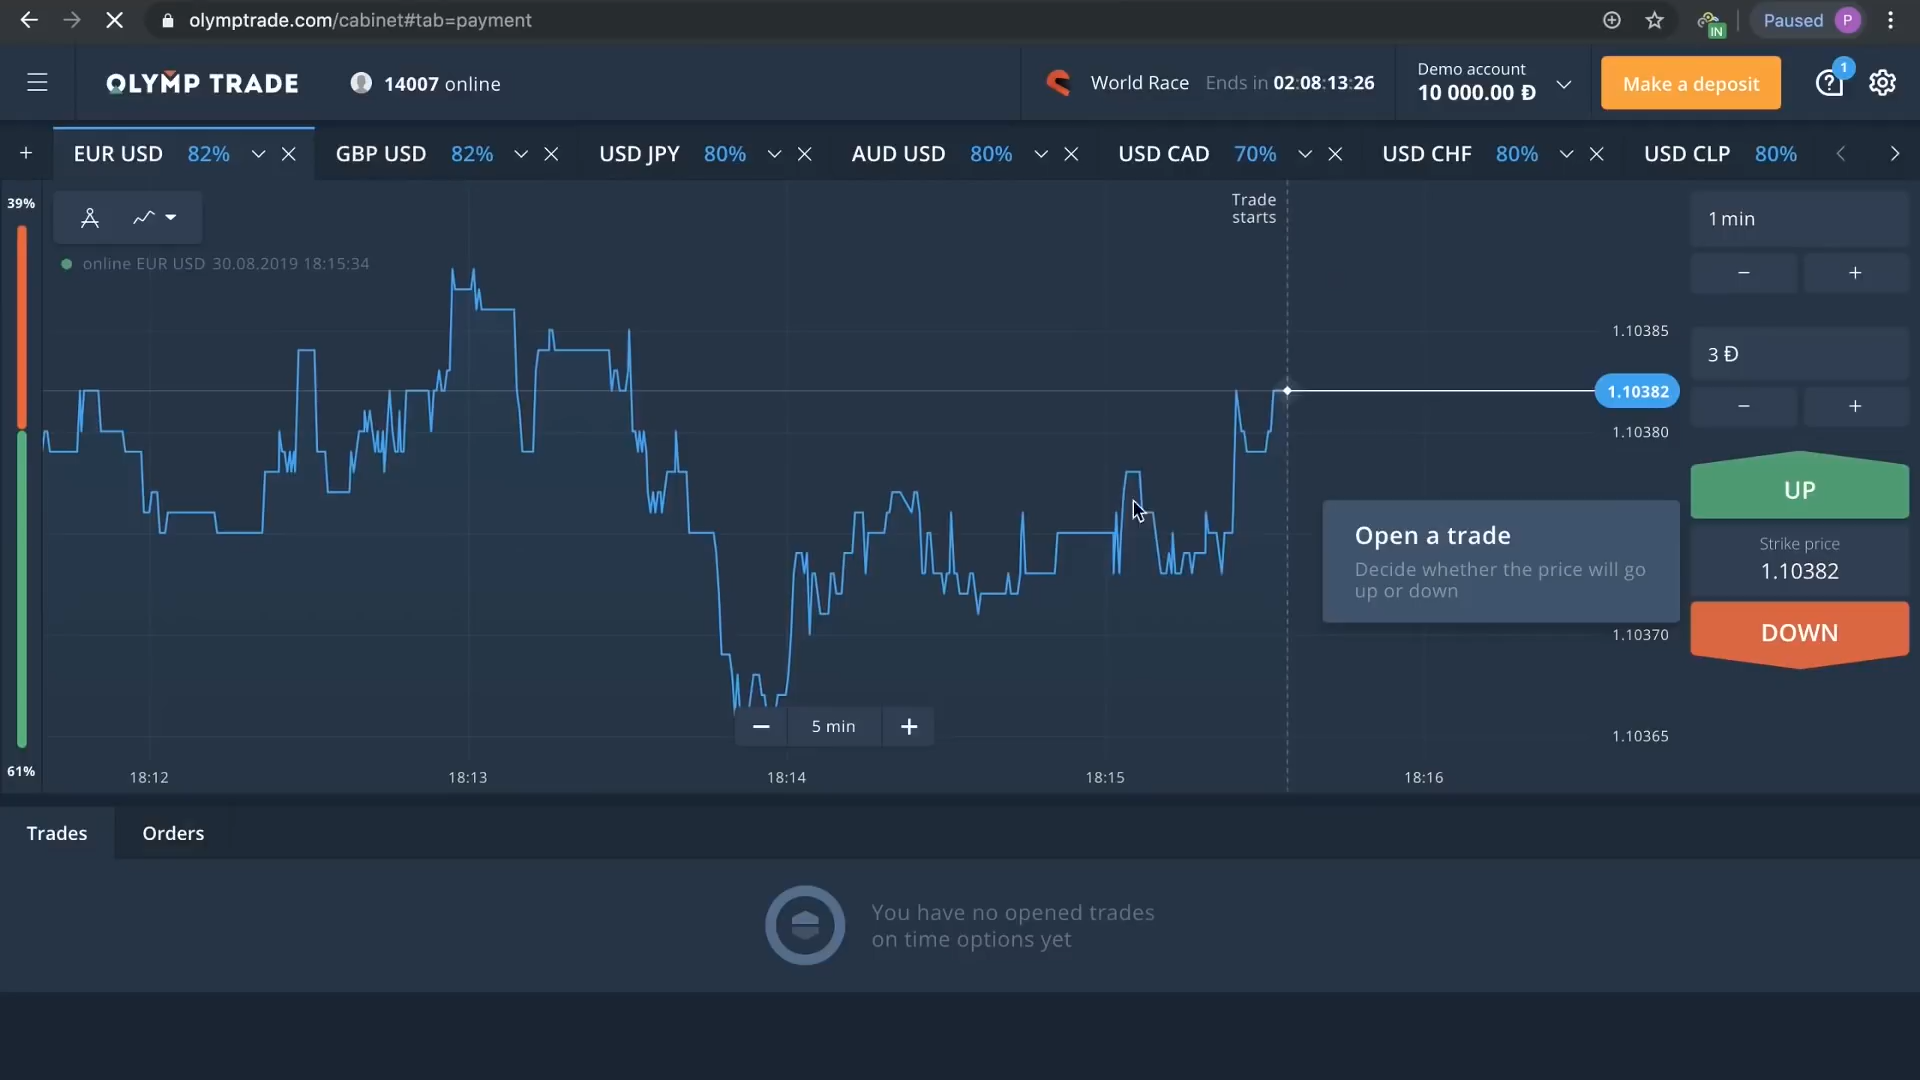 olymptrade.com/cabinet#tab=payment
IN
Paused P
OLYMP TRADE
14007 online
World Race Ends in 02:08:13:26
Demo account
10 000.00 Đ
Make a deposit
1
EUR USD 82%
GBP USD 82%
USD JPY 80%
AUD USD 80%
USD CAD 70%
USD CHF 80%
USD CLP 80%
39%
61%
online EUR USD 30.08.2019 18:15:34
Trade
starts
1.10385
1.10382
1.10380
1.10370
1.10365
1 min
− +
3 Đ
− +
UP
Strike price
1.10382
DOWN
Open a trade
Decide whether the price will go
up or down
− 5 min +
18:12 18:13 18:14 18:15 18:16
Trades Orders
You have no opened trades
on time options yet